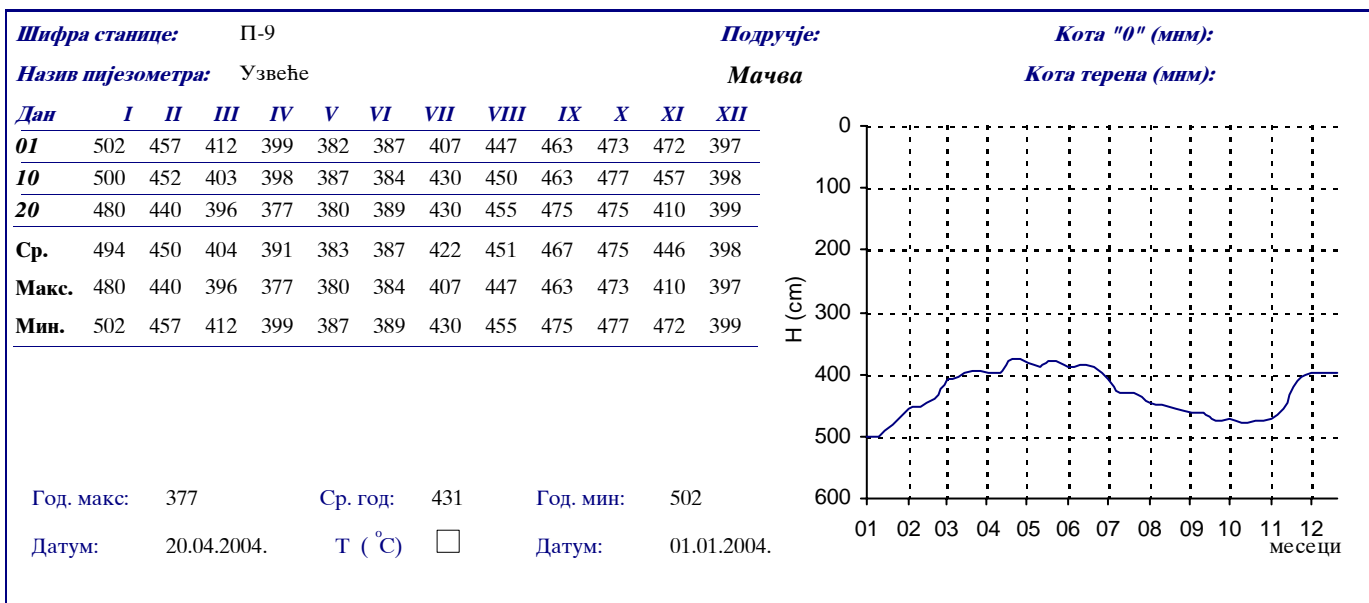 Шифра станице: П-9 Подручје: Кота "0" (мнм):
Назив пијезометра: Узвеће Мачва Кота терена (мнм):
Дан I II III IV V VI VII VIII IX X XI XII
01 502 457 412 399 382 387 407 447 463 473 472 397
10 500 452 403 398 387 384 430 450 463 477 457 398
20 480 440 396 377 380 389 430 455 475 475 410 399
Ср. 494 450 404 391 383 387 422 451 467 475 446 398
Макс. 480 440 396 377 380 384 407 447 463 473 410 397
Мин. 502 457 412 399 387 389 430 455 475 477 472 399
Год. макс: 377 Ср. год: 431 Год. мин: 502
Датум: 20.04.2004. Т ( °C) Датум: 01.01.2004.
H (cm)
0
100
200
300
400
500
600
01 02 03 04 05 06 07 08 09 10 11 12
месеци